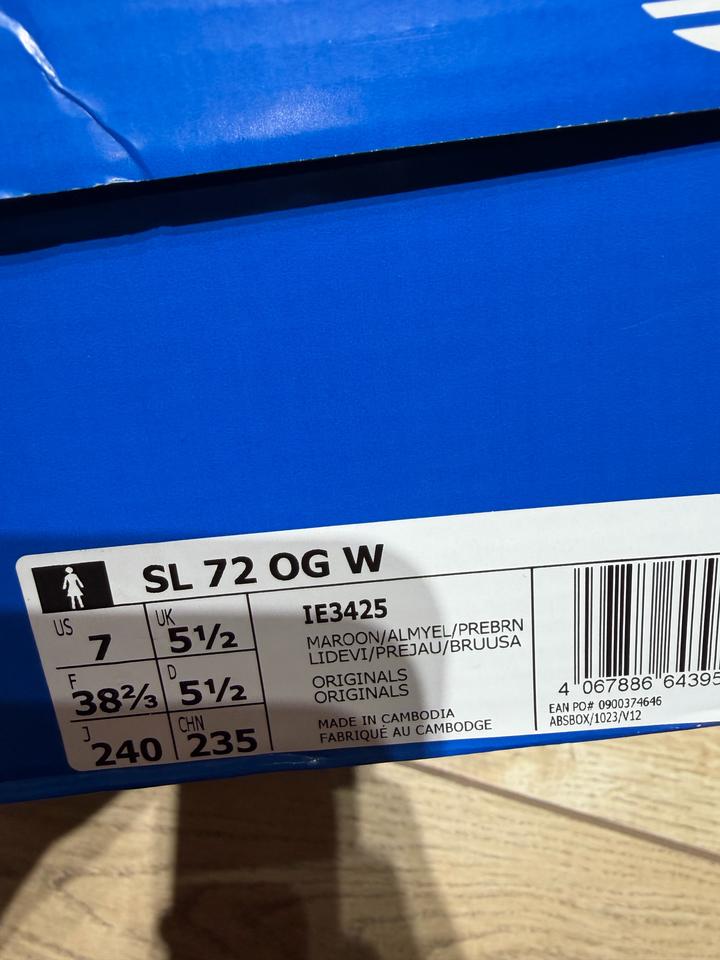 SL 72 OG W
US 7 UK 5½
F 38⅔ D 5½
J 240 CHN 235
IE3425
MAROON/ALMYEL/PREBRN
LIDEVI/PREJAU/BRUUSA
ORIGINALS
ORIGINALS
MADE IN CAMBODIA
FABRIQUÉ AU CAMBODGE
4 067886 64395
EAN PO# 0900374646
ABSBOX/1023/V12